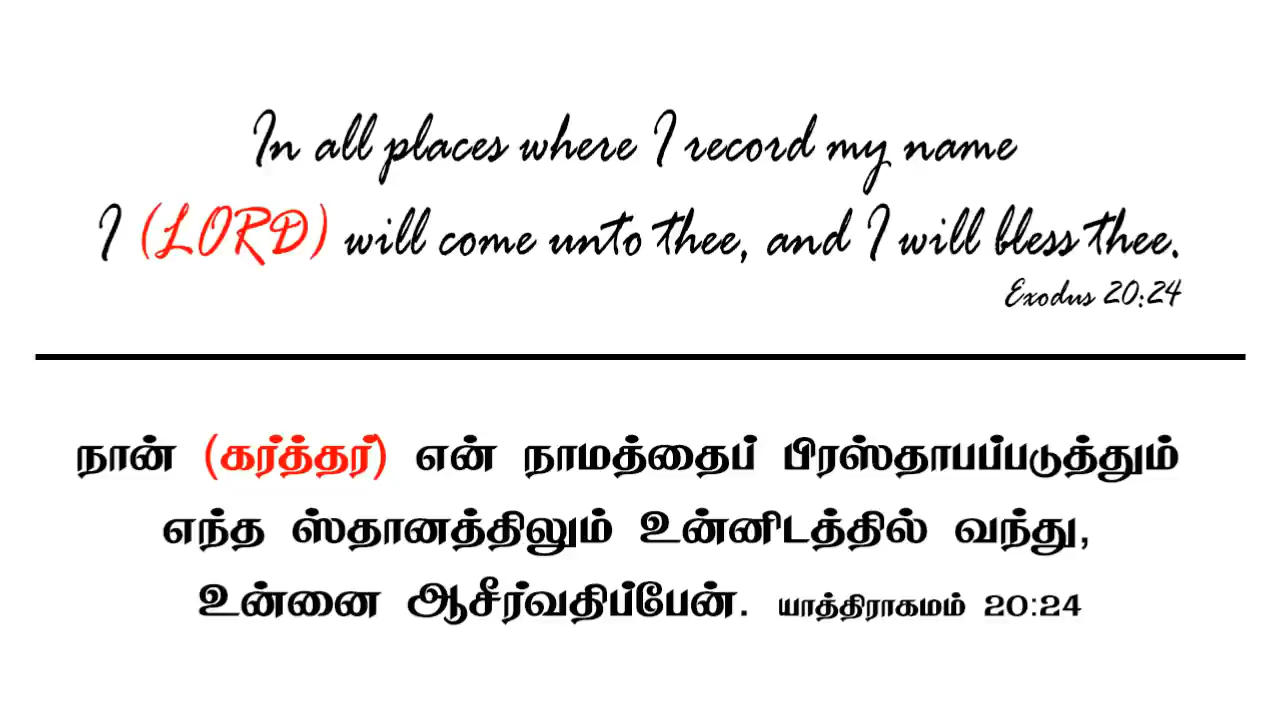 In all places where I record my name
I (LORD) will come unto thee, and I will bless thee.
Exodus 20:24
நான் (கர்த்தர்) என் நாமத்தைப் பிரஸ்தாபப்படுத்தும்
எந்த ஸ்தானத்திலும் உன்னிடத்தில் வந்து,
உன்னை ஆசீர்வதிப்பேன். யாத்திராகமம் 20:24